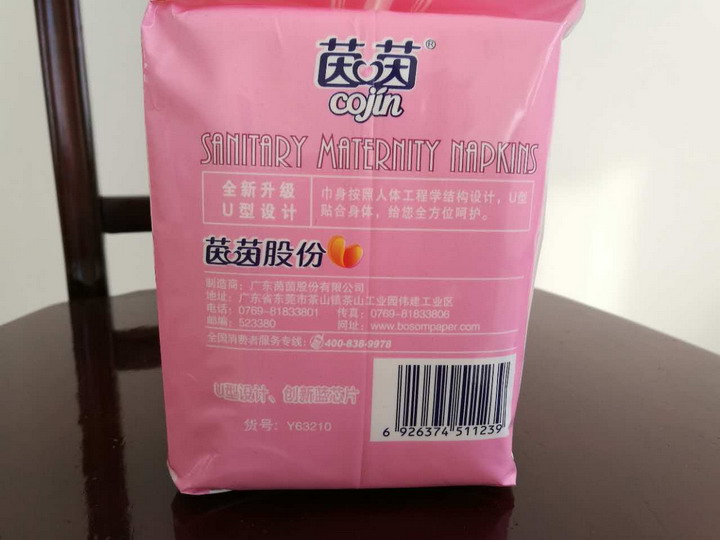 茵茵®
cojín
SANITARY MATERNITY NAPKINS
全新升级
U型设计
巾身按照人体工程学结构设计，U型
贴合身体，给您全方位呵护。
茵茵股份
制造商：广东茵茵股份有限公司
地址：广东省东莞市茶山镇茶山工业园伟建工业区
电话：0769-81833801 传真：0769-81833806
邮编：523380 网址：www.bosompaper.com
全国消费者服务专线：400-838-9978
U型设计、创新蓝芯片
货号：Y63210
6 926374 511239